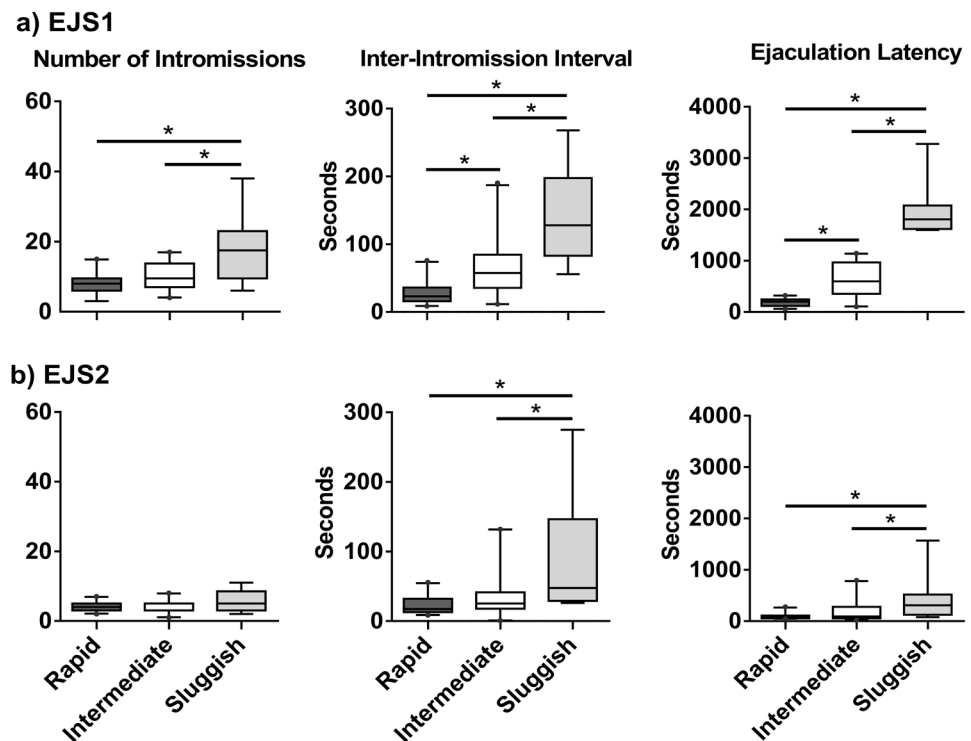 a) EJS1
Number of Intromissions
Inter-Intromission Interval
Ejaculation Latency
60
40
20
0
*
*
Seconds
300
200
100
0
*
*
*
Seconds
4000
3000
2000
1000
0
*
*
*
b) EJS2
60
40
20
0
Rapid
Intermediate
Sluggish
Seconds
300
200
100
0
*
*
Rapid
Intermediate
Sluggish
Seconds
4000
3000
2000
1000
0
*
*
Rapid
Intermediate
Sluggish